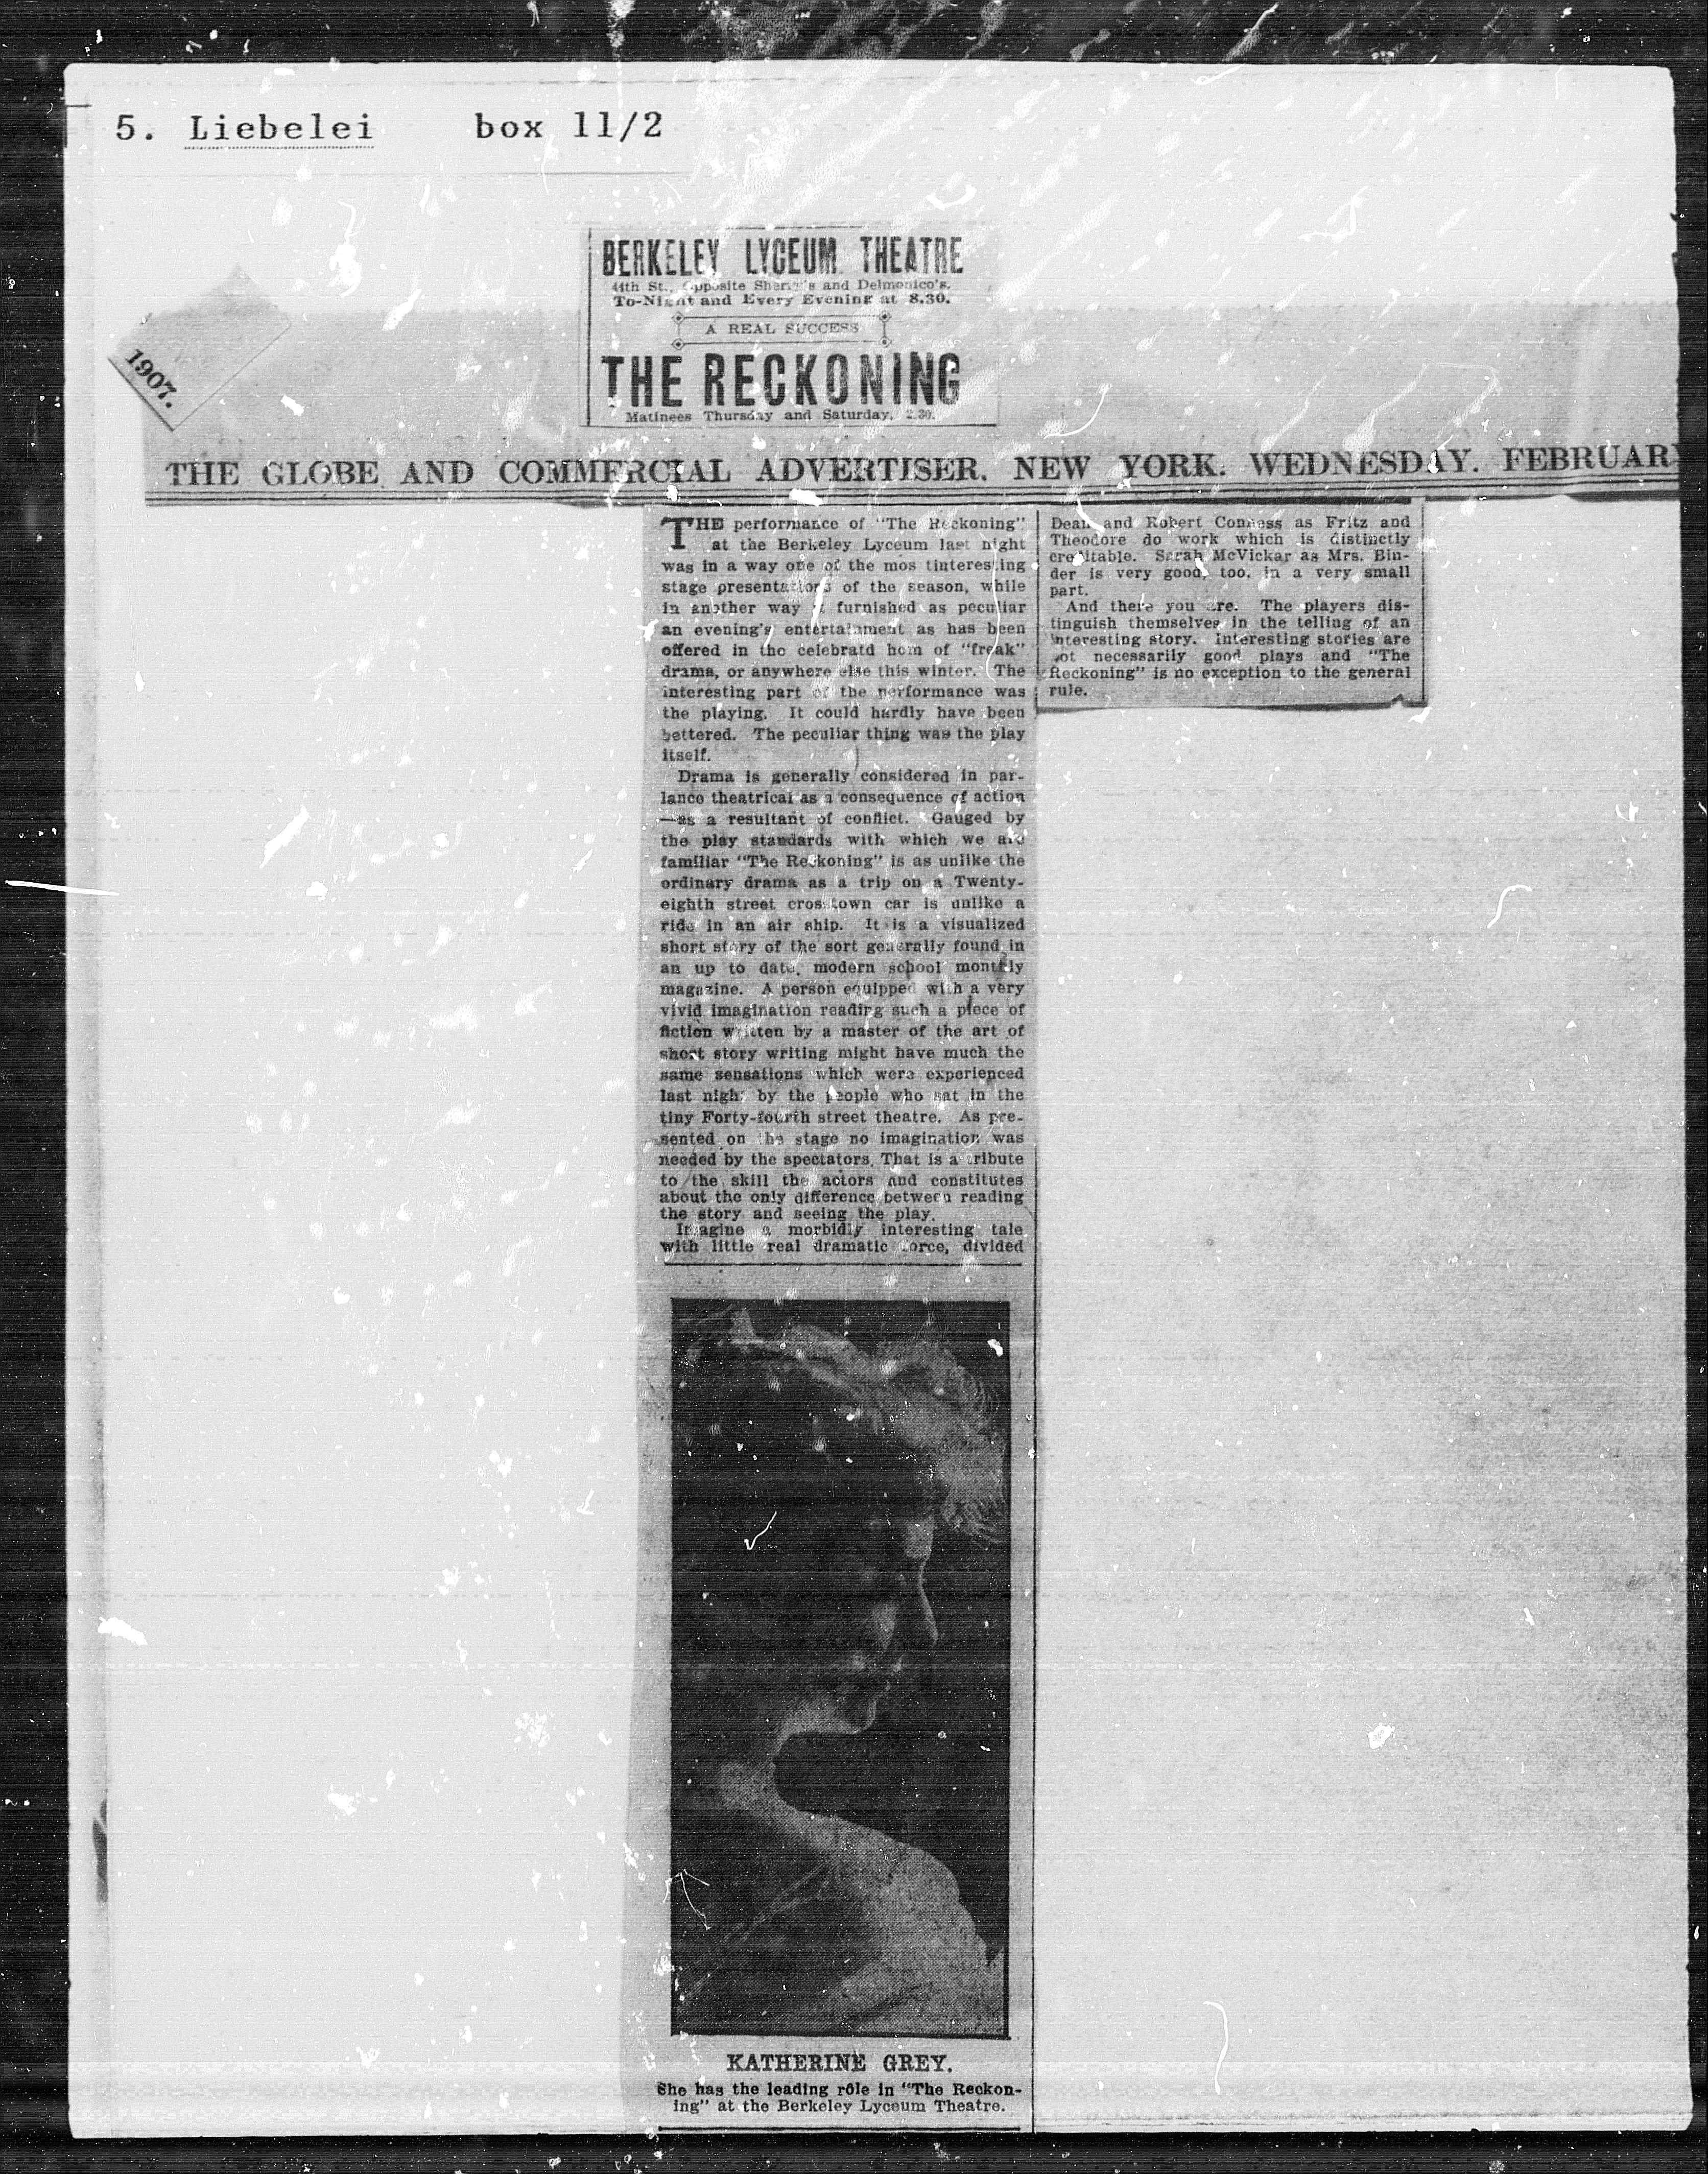 5. Liebelei box 11/2
BERKELEY LYCEUM THEATRE
44th St., Opposite Sherry's and Delmonico's.
To-Night and Every Evening at 8.30.
A REAL SUCCESS
THE RECKONING
Matinees Thursday and Saturday, 2.30.
1907.
THE GLOBE AND COMMERCIAL ADVERTISER. NEW YORK. WEDNESDAY. FEBRUARY
THE performance of "The Reckoning"
at the Berkeley Lyceum last night
was in a way one of the mos tinteresting
stage presentations of the season, while
in another way it furnished as peculiar
an evening's entertainment as has been
offered in the celebratd hom of "freak"
drama, or anywhere else this winter. The
interesting part of the performance was
the playing. It could hardly have been
bettered. The peculiar thing was the play
itself.
Drama is generally considered in par-
lance theatrical as a consequence of action
—as a resultant of conflict. Gauged by
the play standards with which we are
familiar "The Reckoning" is as unlike the
ordinary drama as a trip on a Twenty-
eighth street crosstown car is unlike a
ride in an air ship. It is a visualized
short story of the sort generally found in
an up to date, modern school monthly
magazine. A person equipped with a very
vivid imagination reading such a piece of
fiction written by a master of the art of
short story writing might have much the
same sensations which were experienced
last night by the people who sat in the
tiny Forty-fourth street theatre. As pre-
sented on the stage no imagination was
needed by the spectators. That is a tribute
to the skill the actors and constitutes
about the only difference between reading
the story and seeing the play.
Imagine a morbidly interesting tale
with little real dramatic force, divided
KATHERINE GREY.
She has the leading rôle in "The Reckon-
ing" at the Berkeley Lyceum Theatre.
Dean and Robert Conness as Fritz and
Theodore do work which is distinctly
creditable. Sarah McVickar as Mrs. Bin-
der is very good, too, in a very small
part.
And there you are. The players dis-
tinguish themselves in the telling of an
interesting story. Interesting stories are
not necessarily good plays and "The
Reckoning" is no exception to the general
rule.